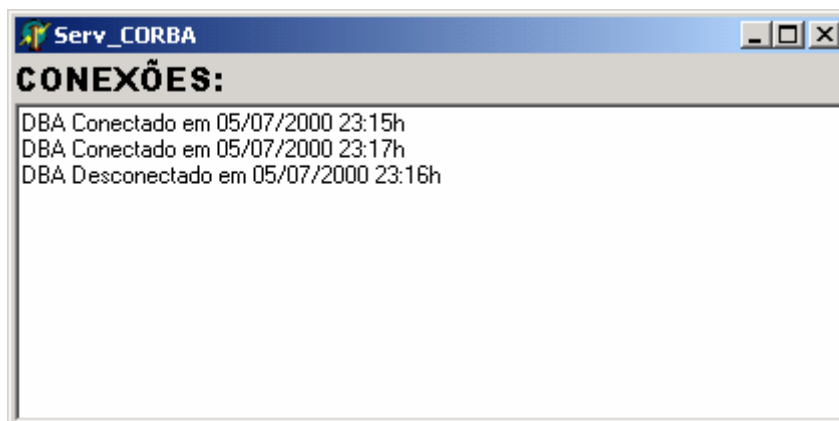 Serv_CORBA
CONEXÕES:
DBA Conectado em 05/07/2000 23:15h
DBA Conectado em 05/07/2000 23:17h
DBA Desconectado em 05/07/2000 23:16h